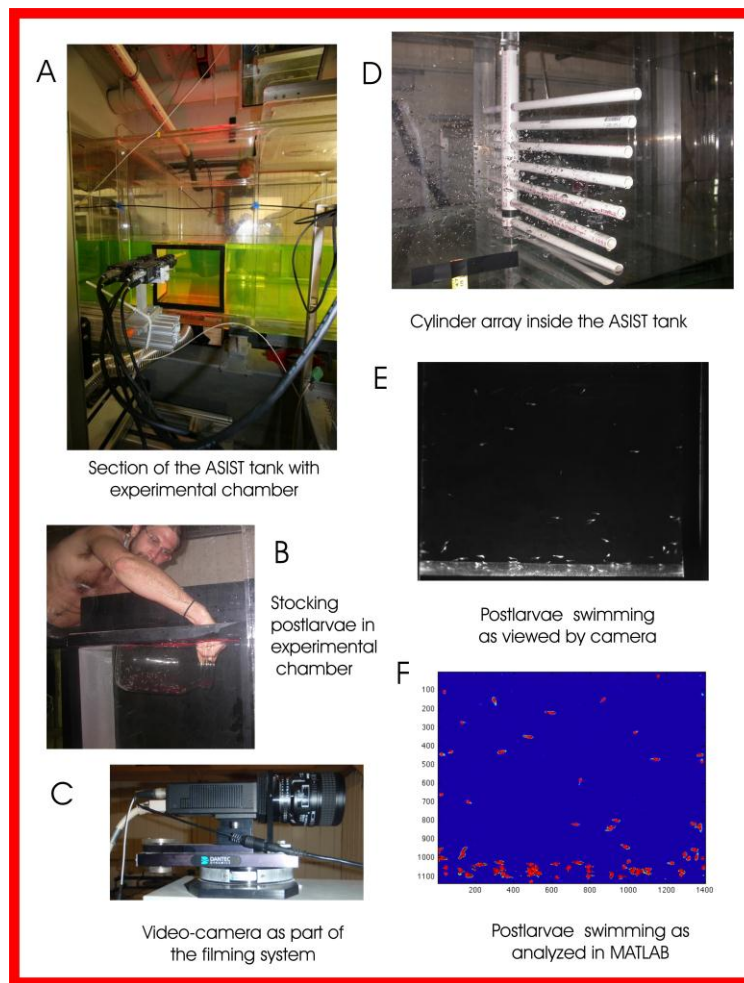 A
Section of the ASIST tank with
experimental chamber
B
Stocking
postlarvae in
experimental
chamber
C
DANTEC
DYNAMICS
Video-camera as part of
the filming system
D
Cylinder array inside the ASIST tank
E
Postlarvae swimming
as viewed by camera
F
100
200
300
400
500
600
700
800
900
1000
1100
200 400 600 800 1000 1200 1400
Postlarvae swimming as
analyzed in MATLAB